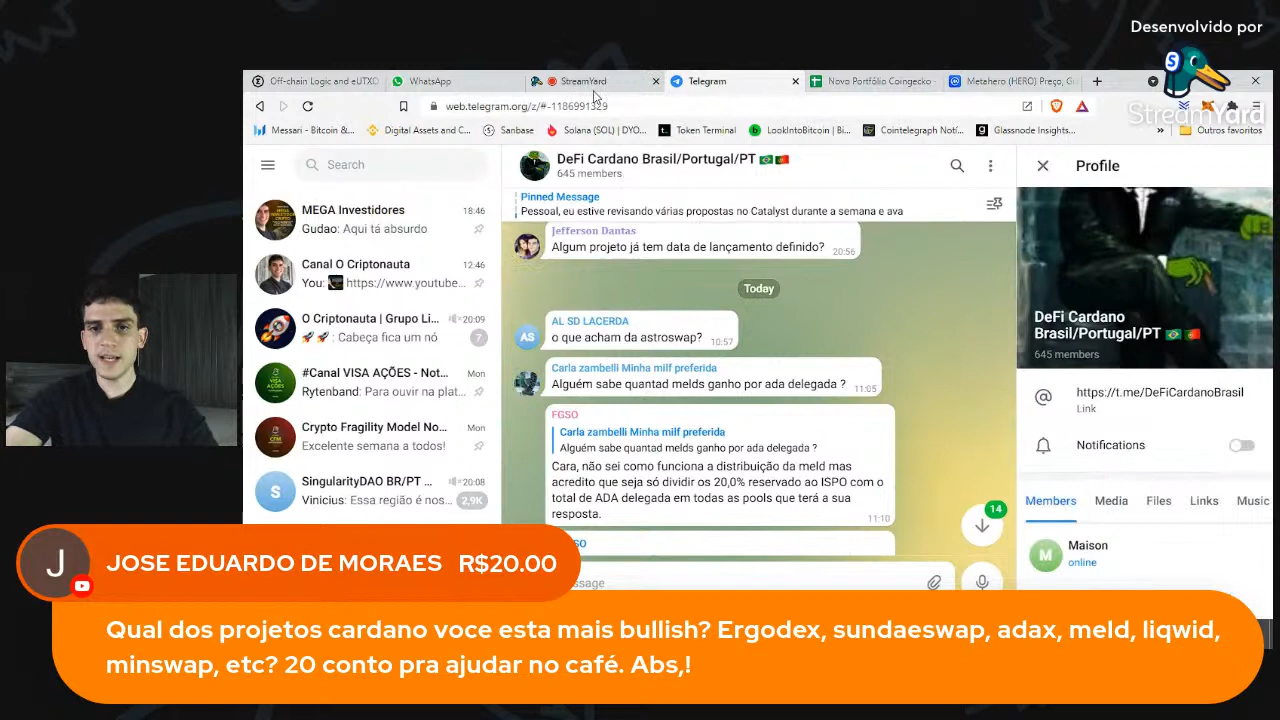 Desenvolvido por
StreamYard
Off-chain Logic and eUTXO
WhatsApp
StreamYard
Telegram
Novo Portfólio Coingecko -
Metahero (HERO) Preço, Gu
web.telegram.org/z/#-1186991329
Messari - Bitcoin &...
Digital Assets and C...
Sanbase
Solana (SOL) | DYO...
Token Terminal
LookIntoBitcoin | Bi...
Cointelegraph Notí...
Glassnode Insights...
»
Outros favoritos
Search
MEGA Investidores
18:46
Gudao: Aqui tá absurdo
Canal O Criptonauta
12:46
You: https://www.youtube...
O Criptonauta | Grupo Li...
20:09
🚀 🚀 : Cabeça fica um nó
7
#Canal VISA AÇÕES - Not...
Mon
Rytenband: Para ouvir na plat...
Crypto Fragility Model No...
Mon
Excelente semana a todos!
S
SingularityDAO BR/PT ...
20:08
Vinicius: Essa região é nos...
2,9K
DeFi Cardano Brasil/Portugal/PT 🇧🇷🇵🇹
645 members
Pinned Message
Pessoal, eu estive revisando várias propostas no Catalyst durante a semana e ava
Jefferson Dantas
Algum projeto já tem data de lançamento definido?
20:56
Today
AS
AL SD LACERDA
o que acham da astroswap?
10:57
Carla zambelli Minha milf preferida
Alguém sabe quantad melds ganho por ada delegada ?
11:05
FGSO
Carla zambelli Minha milf preferida
Alguém sabe quantad melds ganho por ada delegada ?
Cara, não sei como funciona a distribuição da meld mas
acredito que seja só dividir os 20,0% reservado ao ISPO com o
total de ADA delegada em todas as pools que terá a sua
resposta.
11:10
14
Profile
DeFi Cardano
Brasil/Portugal/PT 🇧🇷🇵🇹
645 members
https://t.me/DeFiCardanoBrasil
Link
Notifications
Members
Media
Files
Links
Music
M
Maison
online
J
JOSE EDUARDO DE MORAES R$20.00
Qual dos projetos cardano voce esta mais bullish? Ergodex, sundaeswap, adax, meld, liqwid,
minswap, etc? 20 conto pra ajudar no café. Abs,!